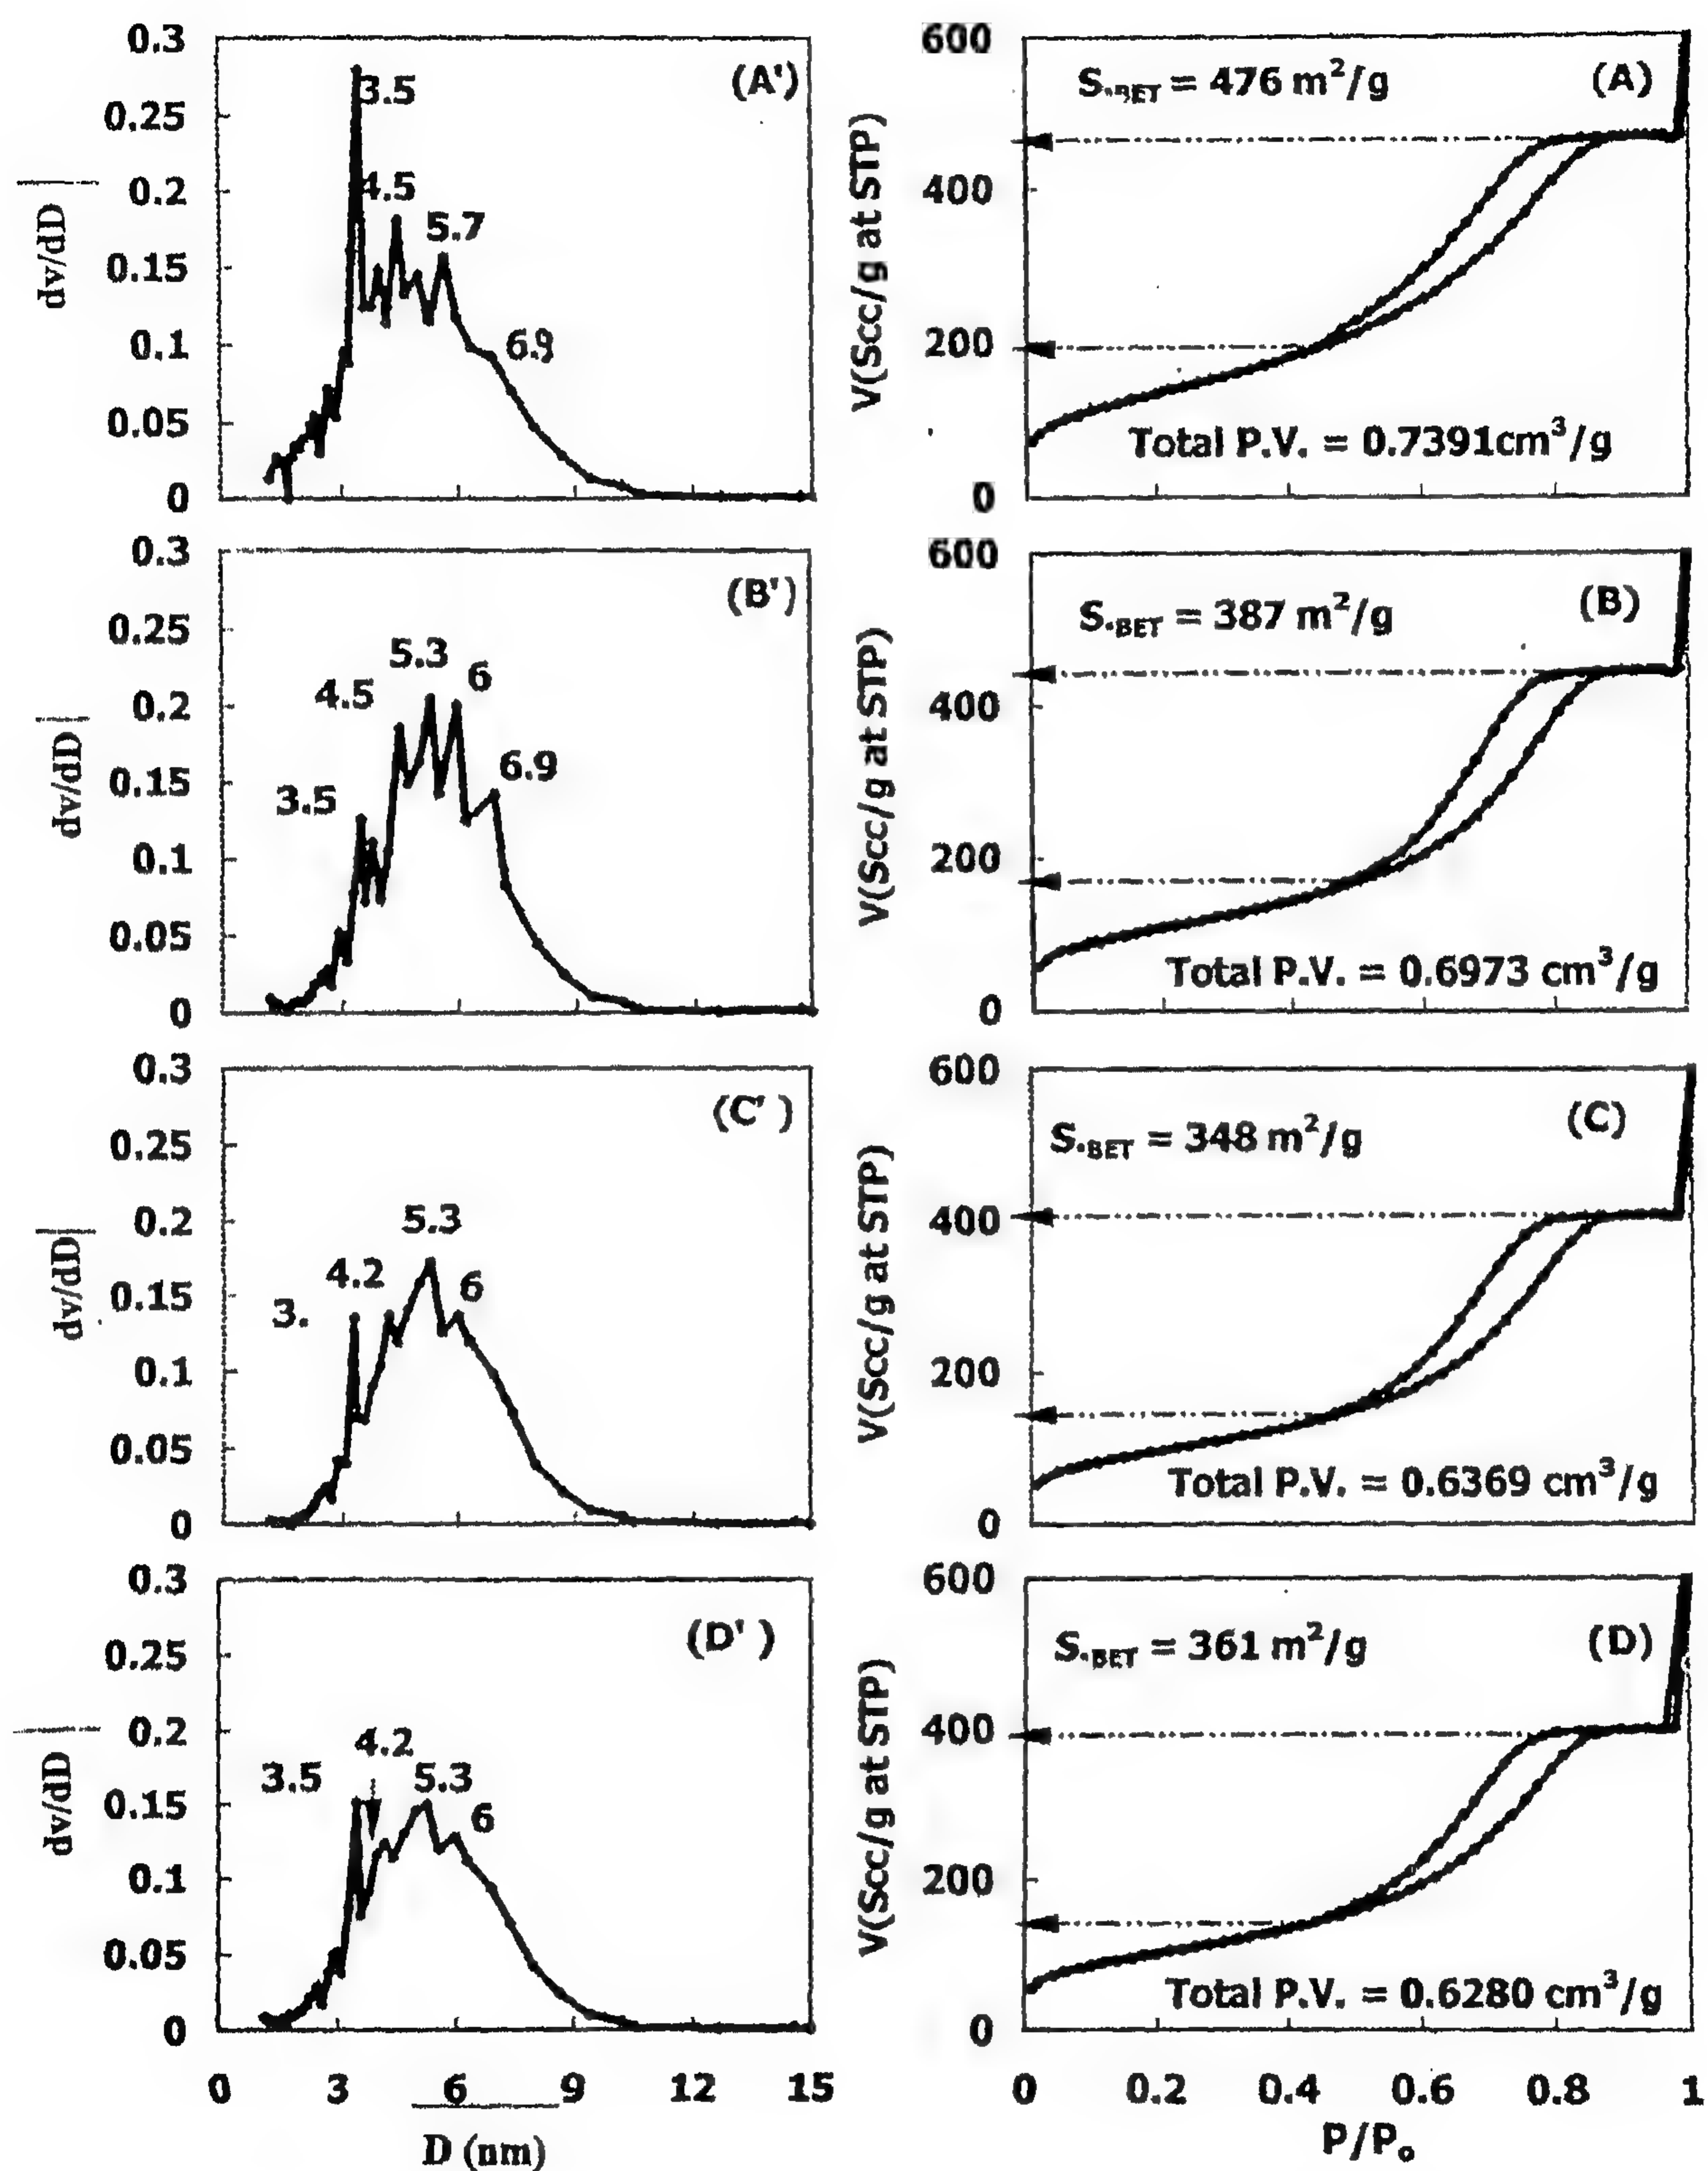 0.3
0.25
0.2
0.15
0.1
0.05
0
dv/dD
(A')
3.5
4.5
5.7
6.9
600
400
200
0
V(Scc/g at STP)
S.BET = 476 m²/g
(A)
Total P.V. = 0.7391cm³/g
0.3
0.25
0.2
0.15
0.1
0.05
0
dv/dD
(B')
3.5
4.5
5.3
6
6.9
600
400
200
0
V(Scc/g at STP)
S.BET = 387 m²/g
(B)
Total P.V. = 0.6973 cm³/g
0.3
0.25
0.2
0.15
0.1
0.05
0
dv/dD
(C')
3.
4.2
5.3
6
600
400
200
0
V(Scc/g at STP)
S.BET = 348 m²/g
(C)
Total P.V. = 0.6369 cm³/g
0.3
0.25
0.2
0.15
0.1
0.05
0
dv/dD
(D')
3.5
4.2
5.3
6
0 3 6 9 12 15
D (nm)
600
400
200
0
V(Scc/g at STP)
S.BET = 361 m²/g
(D)
Total P.V. = 0.6280 cm³/g
0 0.2 0.4 0.6 0.8 1
P/Po